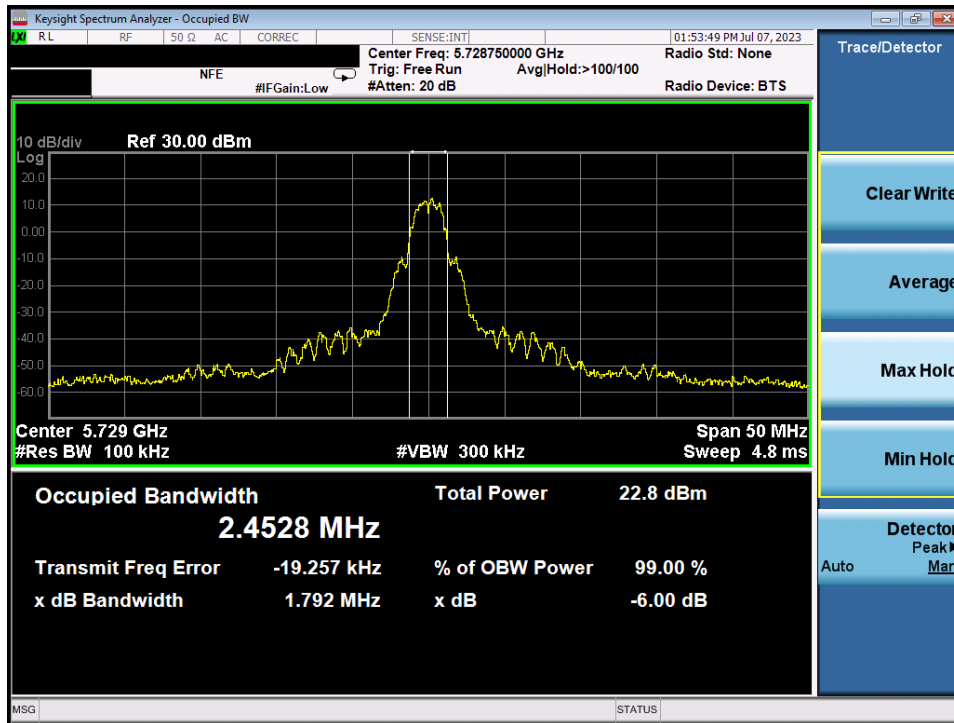 Keysight Spectrum Analyzer - Occupied BW
LXI RL RF 50 Ω AC CORREC SENSE:INT 01:53:49 PM Jul 07, 2023
Center Freq: 5.728750000 GHz Radio Std: None
NFE Trig: Free Run Avg|Hold:>100/100
#IFGain:Low #Atten: 20 dB Radio Device: BTS
10 dB/div Ref 30.00 dBm
Log
20.0
10.0
0.00
-10.0
-20.0
-30.0
-40.0
-50.0
-60.0
Center 5.729 GHz Span 50 MHz
#Res BW 100 kHz #VBW 300 kHz Sweep 4.8 ms
Occupied Bandwidth Total Power 22.8 dBm
2.4528 MHz
Transmit Freq Error -19.257 kHz % of OBW Power 99.00 %
x dB Bandwidth 1.792 MHz x dB -6.00 dB
MSG STATUS
Trace/Detector
Clear Write
Average
Max Hold
Min Hold
Detector
Peak
Auto Man